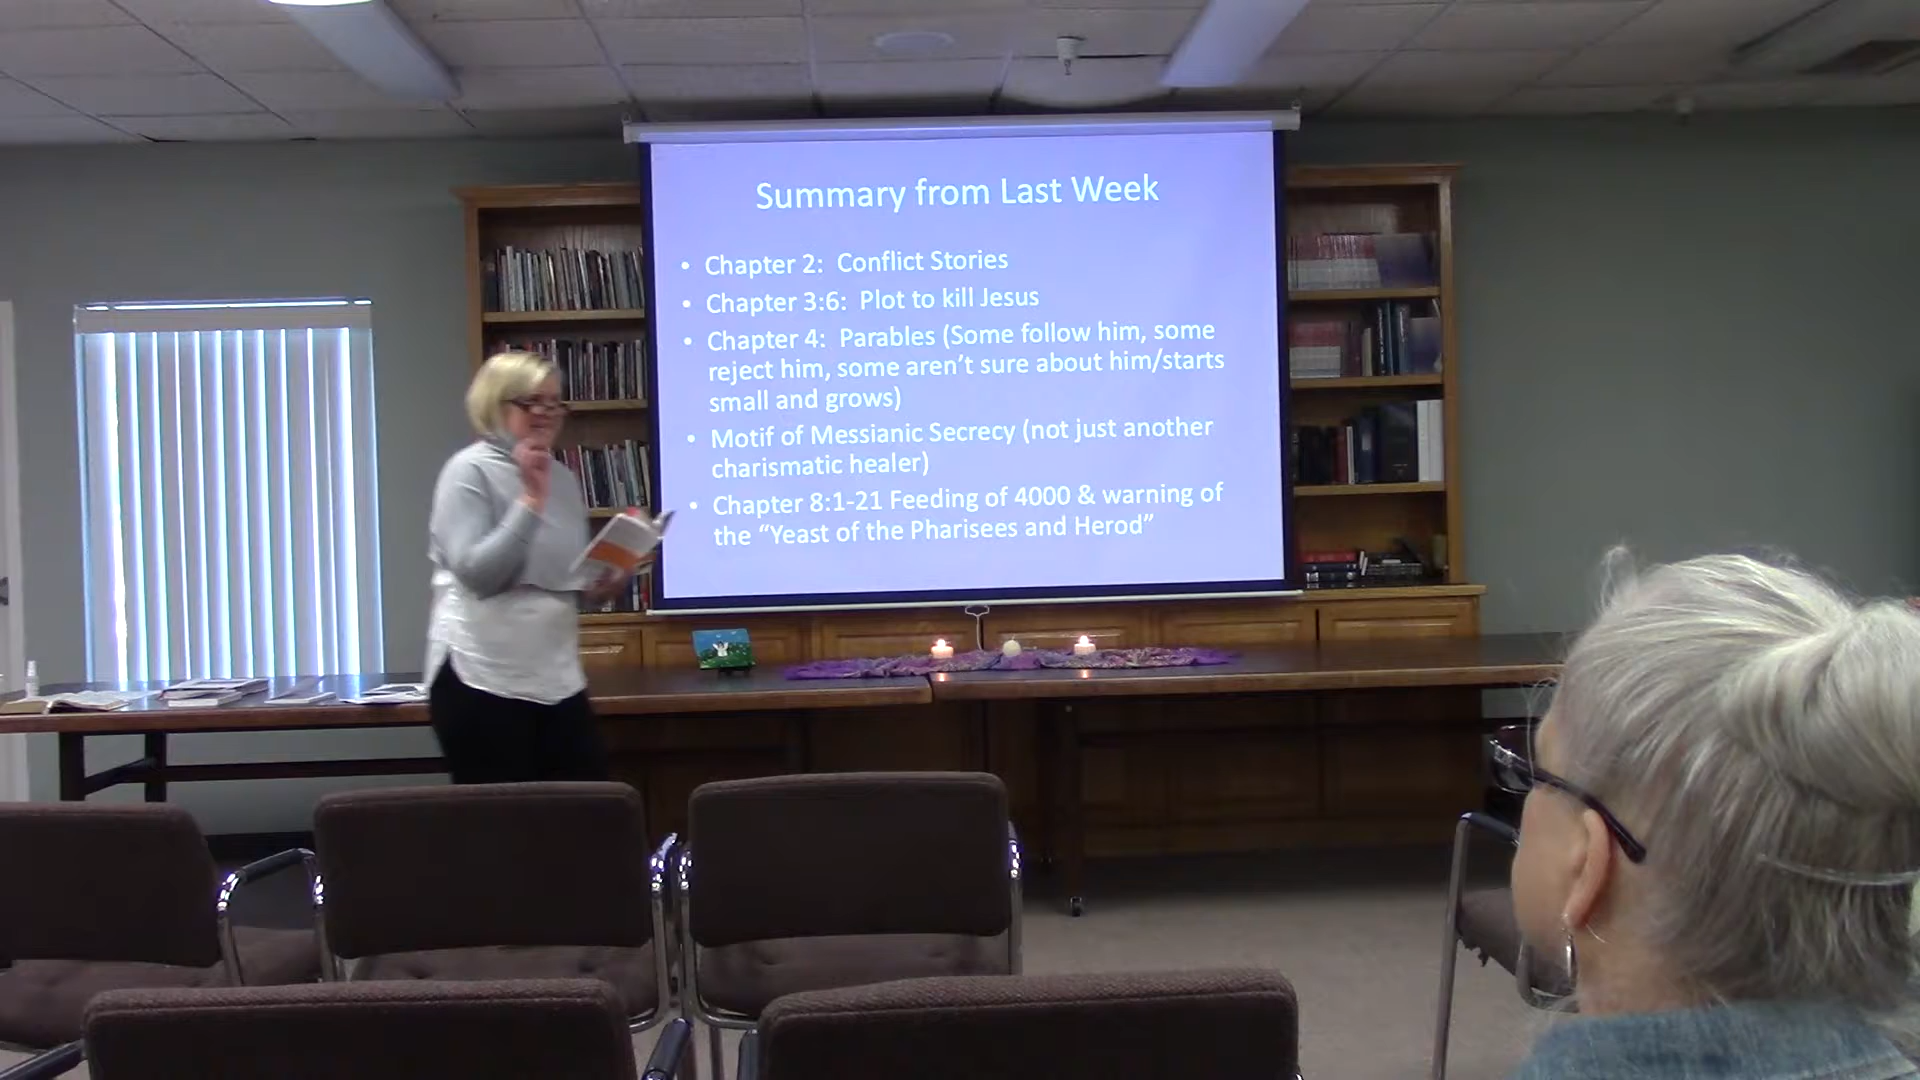 Summary from Last Week
• Chapter 2:  Conflict Stories
• Chapter 3:6:  Plot to kill Jesus
• Chapter 4:  Parables (Some follow him, some
reject him, some aren’t sure about him/starts
small and grows)
• Motif of Messianic Secrecy (not just another
charismatic healer)
• Chapter 8:1-21 Feeding of 4000 & warning of
the “Yeast of the Pharisees and Herod”